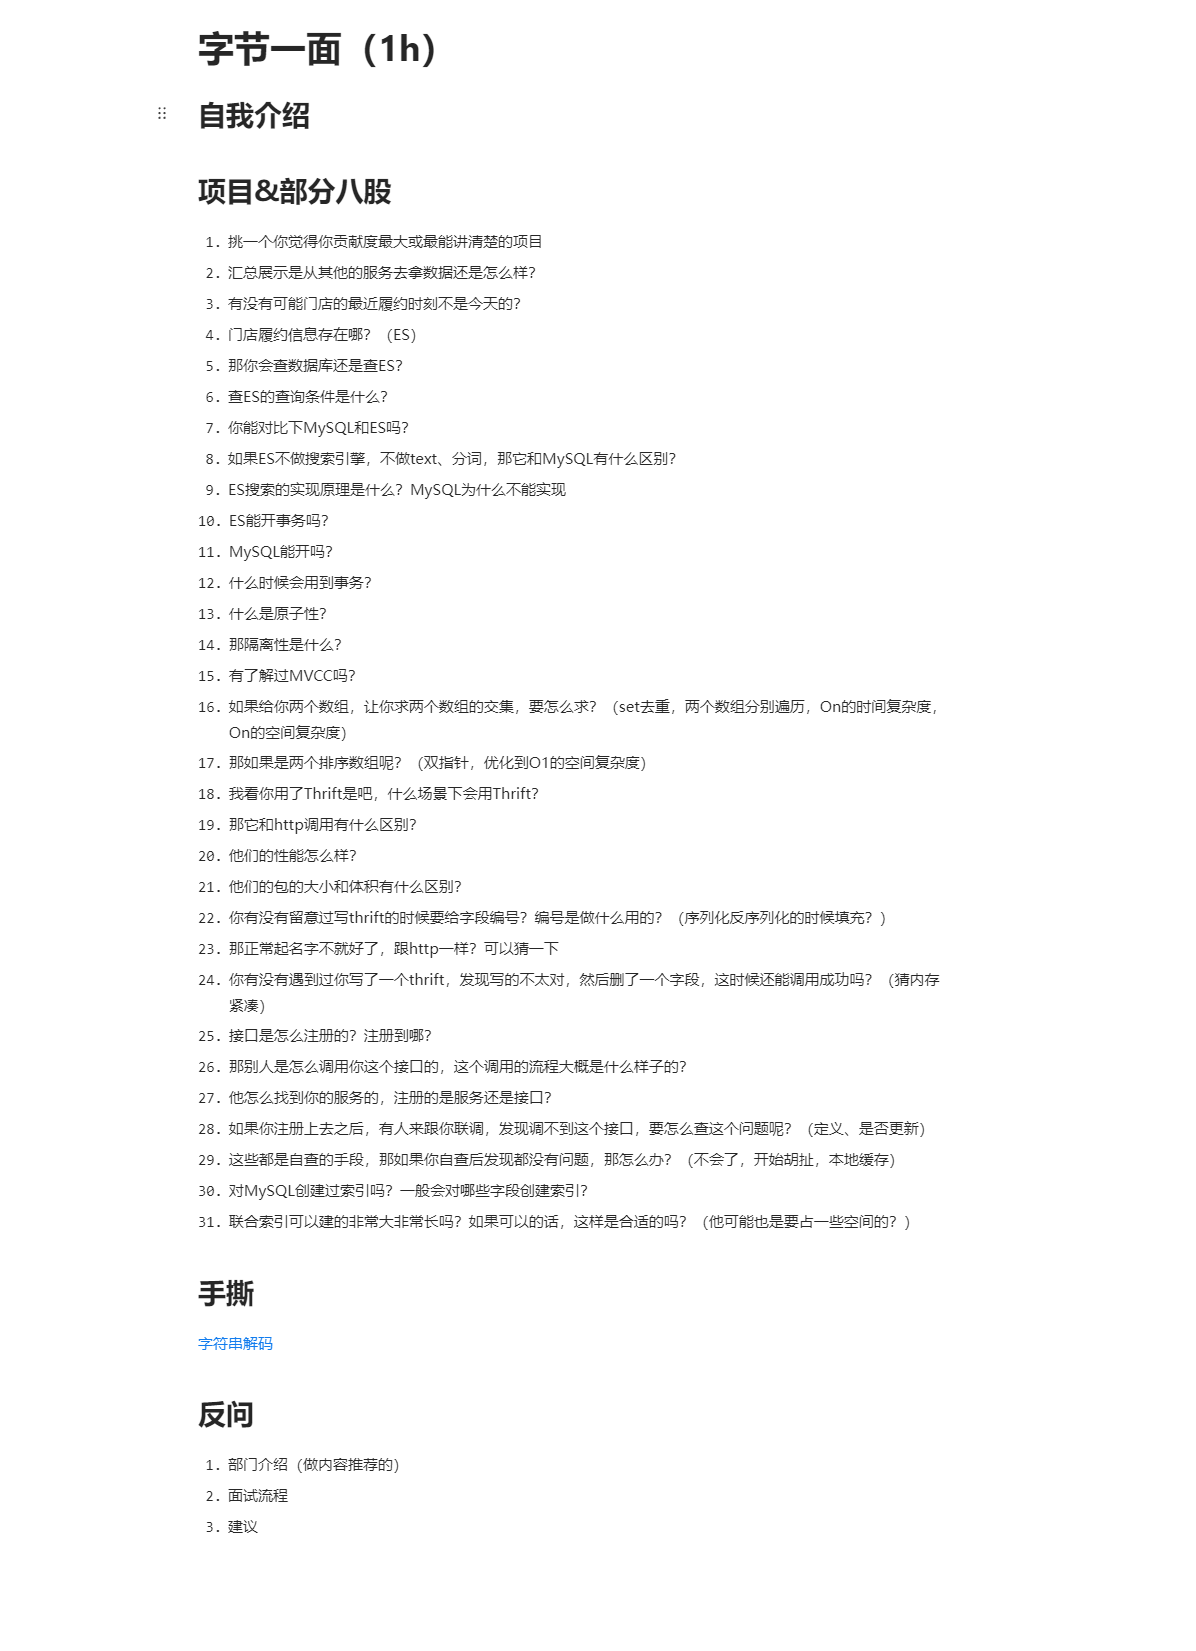 字节一面（1h）
自我介绍
项目&部分八股
1. 挑一个你觉得你贡献度最大或最能讲清楚的项目
2. 汇总展示是从其他的服务去拿数据还是怎么样？
3. 有没有可能门店的最近履约时刻不是今天的？
4. 门店履约信息存在哪？（ES）
5. 那你会查数据库还是查ES？
6. 查ES的查询条件是什么？
7. 你能对比下MySQL和ES吗？
8. 如果ES不做搜索引擎，不做text、分词，那它和MySQL有什么区别？
9. ES搜索的实现原理是什么？MySQL为什么不能实现
10. ES能开事务吗？
11. MySQL能开吗？
12. 什么时候会用到事务？
13. 什么是原子性？
14. 那隔离性是什么？
15. 有了解过MVCC吗？
16. 如果给你两个数组，让你求两个数组的交集，要怎么求？（set去重，两个数组分别遍历，On的时间复杂度，
On的空间复杂度）
17. 那如果是两个排序数组呢？（双指针，优化到O1的空间复杂度）
18. 我看你用了Thrift是吧，什么场景下会用Thrift？
19. 那它和http调用有什么区别？
20. 他们的性能怎么样？
21. 他们的包的大小和体积有什么区别？
22. 你有没有留意过写thrift的时候要给字段编号？编号是做什么用的？（序列化反序列化的时候填充？）
23. 那正常起名字不就好了，跟http一样？可以猜一下
24. 你有没有遇到过你写了一个thrift，发现写的不太对，然后删了一个字段，这时候还能调用成功吗？（猜内存
紧凑）
25. 接口是怎么注册的？注册到哪？
26. 那别人是怎么调用你这个接口的，这个调用的流程大概是什么样子的？
27. 他怎么找到你的服务的，注册的是服务还是接口？
28. 如果你注册上去之后，有人来跟你联调，发现调不到这个接口，要怎么查这个问题呢？（定义、是否更新）
29. 这些都是自查的手段，那如果你自查后发现都没有问题，那怎么办？（不会了，开始胡扯，本地缓存）
30. 对MySQL创建过索引吗？一般会对哪些字段创建索引？
31. 联合索引可以建的非常大非常长吗？如果可以的话，这样是合适的吗？（他可能也是要占一些空间的？）
手撕
字符串解码
反问
1. 部门介绍（做内容推荐的）
2. 面试流程
3. 建议